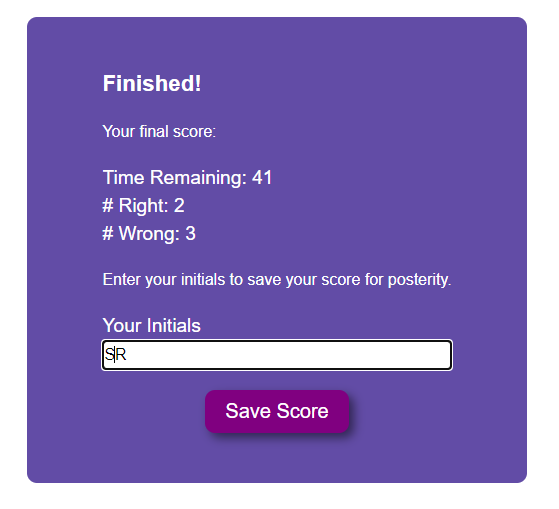 Finished!
Your final score:
Time Remaining: 41
# Right: 2
# Wrong: 3
Enter your initials to save your score for posterity.
Your Initials
SR
Save Score